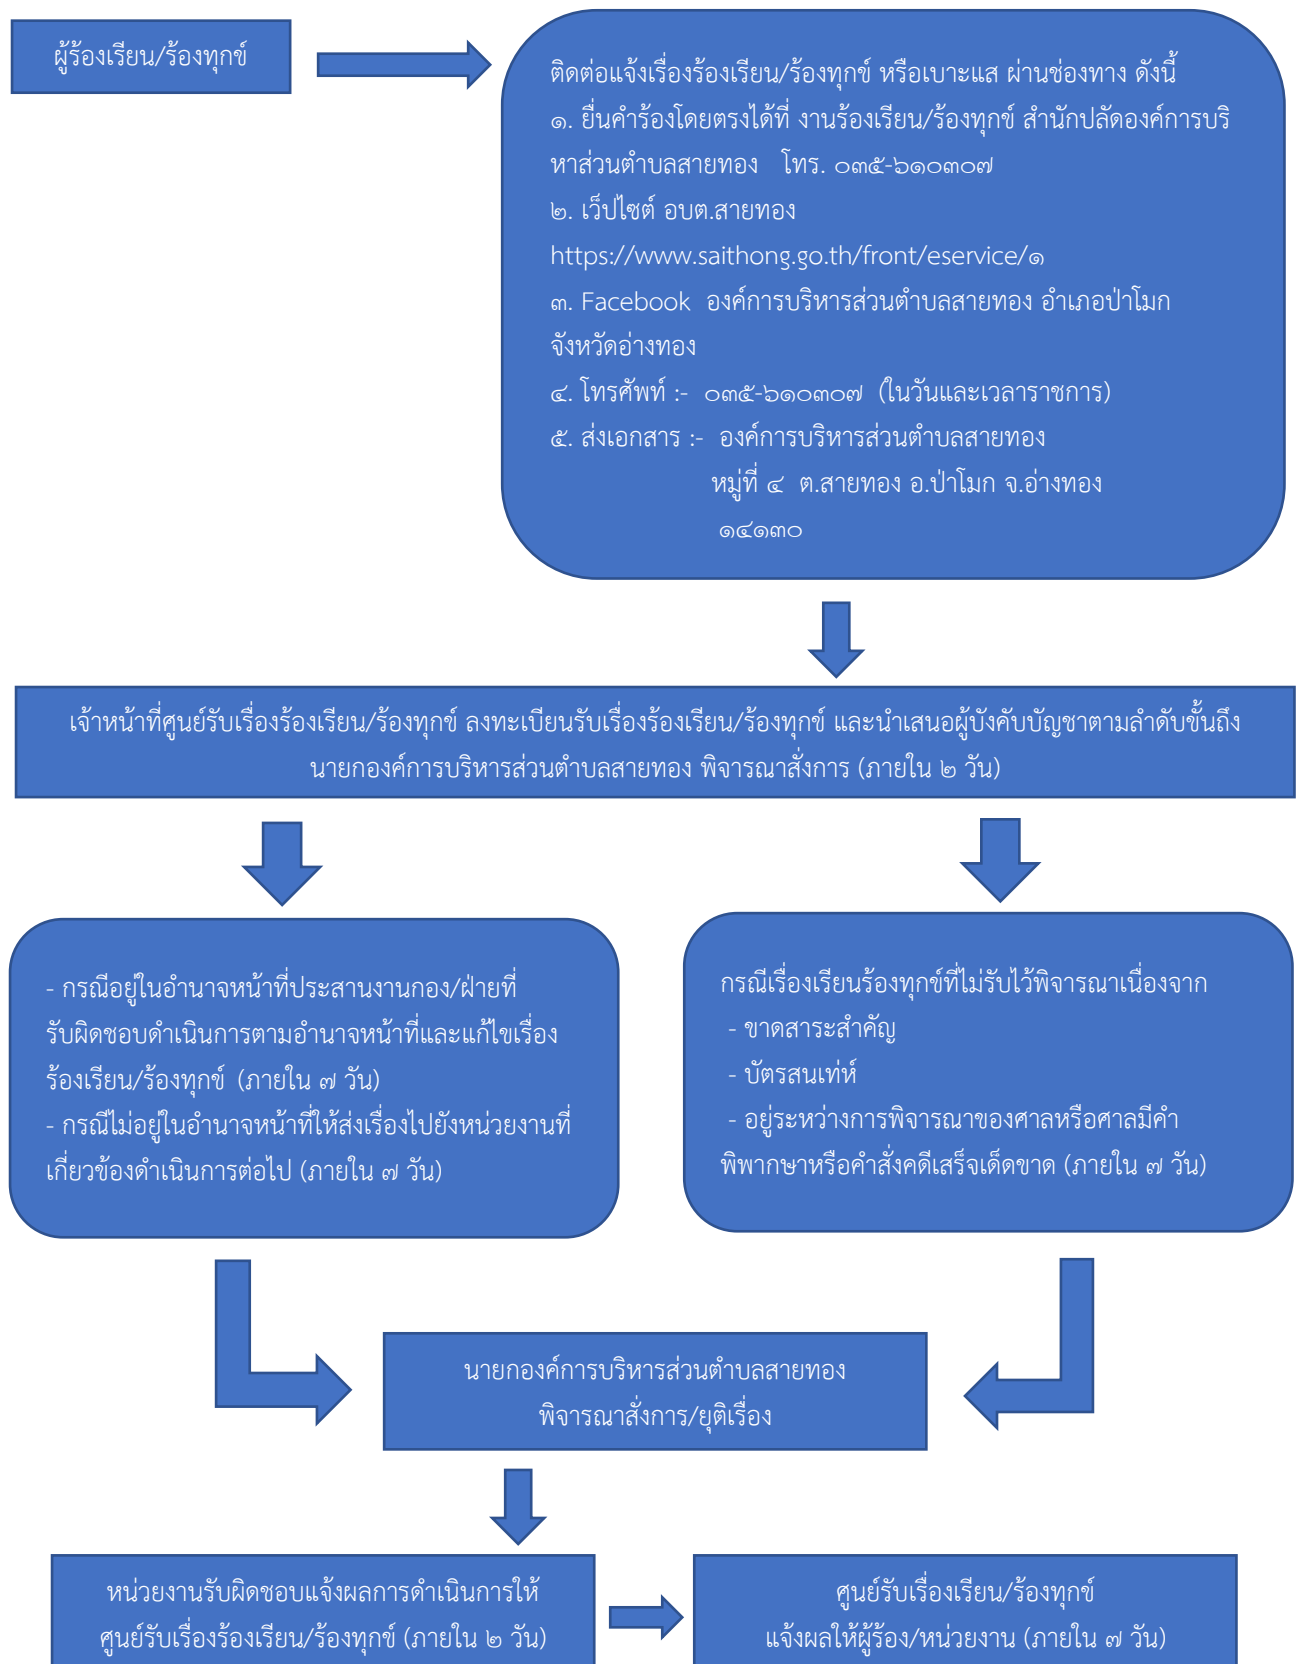 ผู้ร้องเรียน/ร้องทุกข์
ติดต่อแจ้งเรื่องร้องเรียน/ร้องทุกข์ หรือเบาะแส ผ่านช่องทาง ดังนี้
๑. ยื่นคำร้องโดยตรงได้ที่ งานร้องเรียน/ร้องทุกข์ สำนักปลัดองค์การบริ
หาส่วนตำบลสายทอง โทร. ๐๓๕-๖๑๐๓๐๗
๒. เว็ปไซต์ อบต.สายทอง
https://www.saithong.go.th/front/eservice/๑
๓. Facebook องค์การบริหารส่วนตำบลสายทอง อำเภอป่าโมก
จังหวัดอ่างทอง
๔. โทรศัพท์ :- ๐๓๕-๖๑๐๓๐๗ (ในวันและเวลาราชการ)
๕. ส่งเอกสาร :- องค์การบริหารส่วนตำบลสายทอง
หมู่ที่ ๔ ต.สายทอง อ.ป่าโมก จ.อ่างทอง
๑๔๑๓๐
เจ้าหน้าที่ศูนย์รับเรื่องร้องเรียน/ร้องทุกข์ ลงทะเบียนรับเรื่องร้องเรียน/ร้องทุกข์ และนำเสนอผู้บังคับบัญชาตามลำดับขั้นถึง
นายกองค์การบริหารส่วนตำบลสายทอง พิจารณาสั่งการ (ภายใน ๒ วัน)
- กรณีอยู่ในอำนาจหน้าที่ประสานงานกอง/ฝ่ายที่
รับผิดชอบดำเนินการตามอำนาจหน้าที่และแก้ไขเรื่อง
ร้องเรียน/ร้องทุกข์ (ภายใน ๗ วัน)
- กรณีไม่อยู่ในอำนาจหน้าที่ให้ส่งเรื่องไปยังหน่วยงานที่
เกี่ยวข้องดำเนินการต่อไป (ภายใน ๗ วัน)
กรณีเรื่องเรียนร้องทุกข์ที่ไม่รับไว้พิจารณาเนื่องจาก
- ขาดสาระสำคัญ
- บัตรสนเท่ห์
- อยู่ระหว่างการพิจารณาของศาลหรือศาลมีคำ
พิพากษาหรือคำสั่งคดีเสร็จเด็ดขาด (ภายใน ๗ วัน)
นายกองค์การบริหารส่วนตำบลสายทอง
พิจารณาสั่งการ/ยุติเรื่อง
หน่วยงานรับผิดชอบแจ้งผลการดำเนินการให้
ศูนย์รับเรื่องร้องเรียน/ร้องทุกข์ (ภายใน ๒ วัน)
ศูนย์รับเรื่องเรียน/ร้องทุกข์
แจ้งผลให้ผู้ร้อง/หน่วยงาน (ภายใน ๗ วัน)